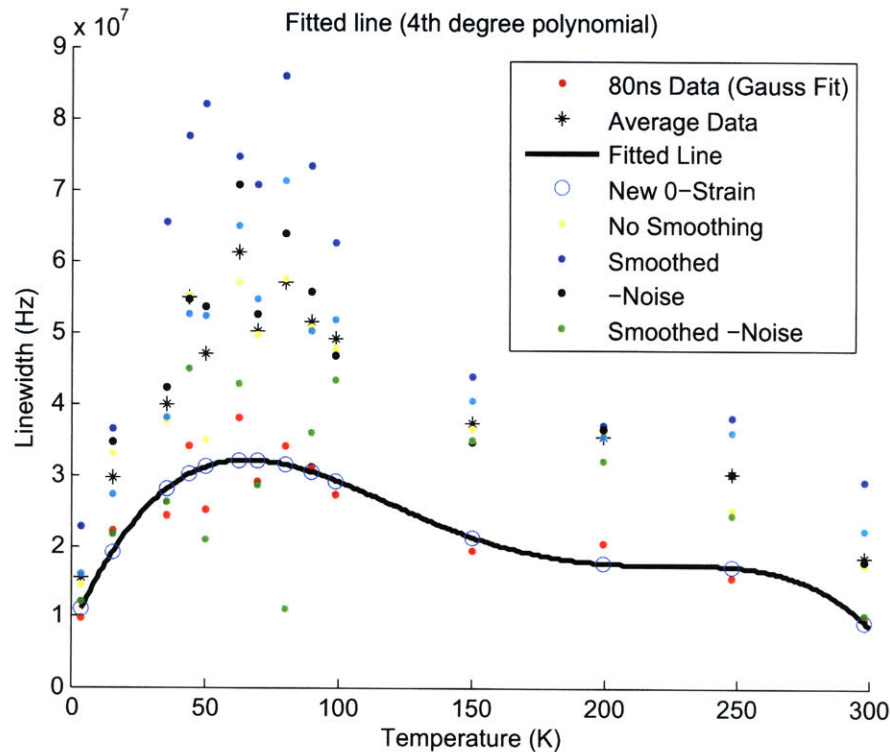 x 10^7
Fitted line (4th degree polynomial)
9
8
7
6
5
4
3
2
1
0
Linewidth (Hz)
80ns Data (Gauss Fit)
Average Data
Fitted Line
New 0-Strain
No Smoothing
Smoothed
-Noise
Smoothed -Noise
0 50 100 150 200 250 300
Temperature (K)